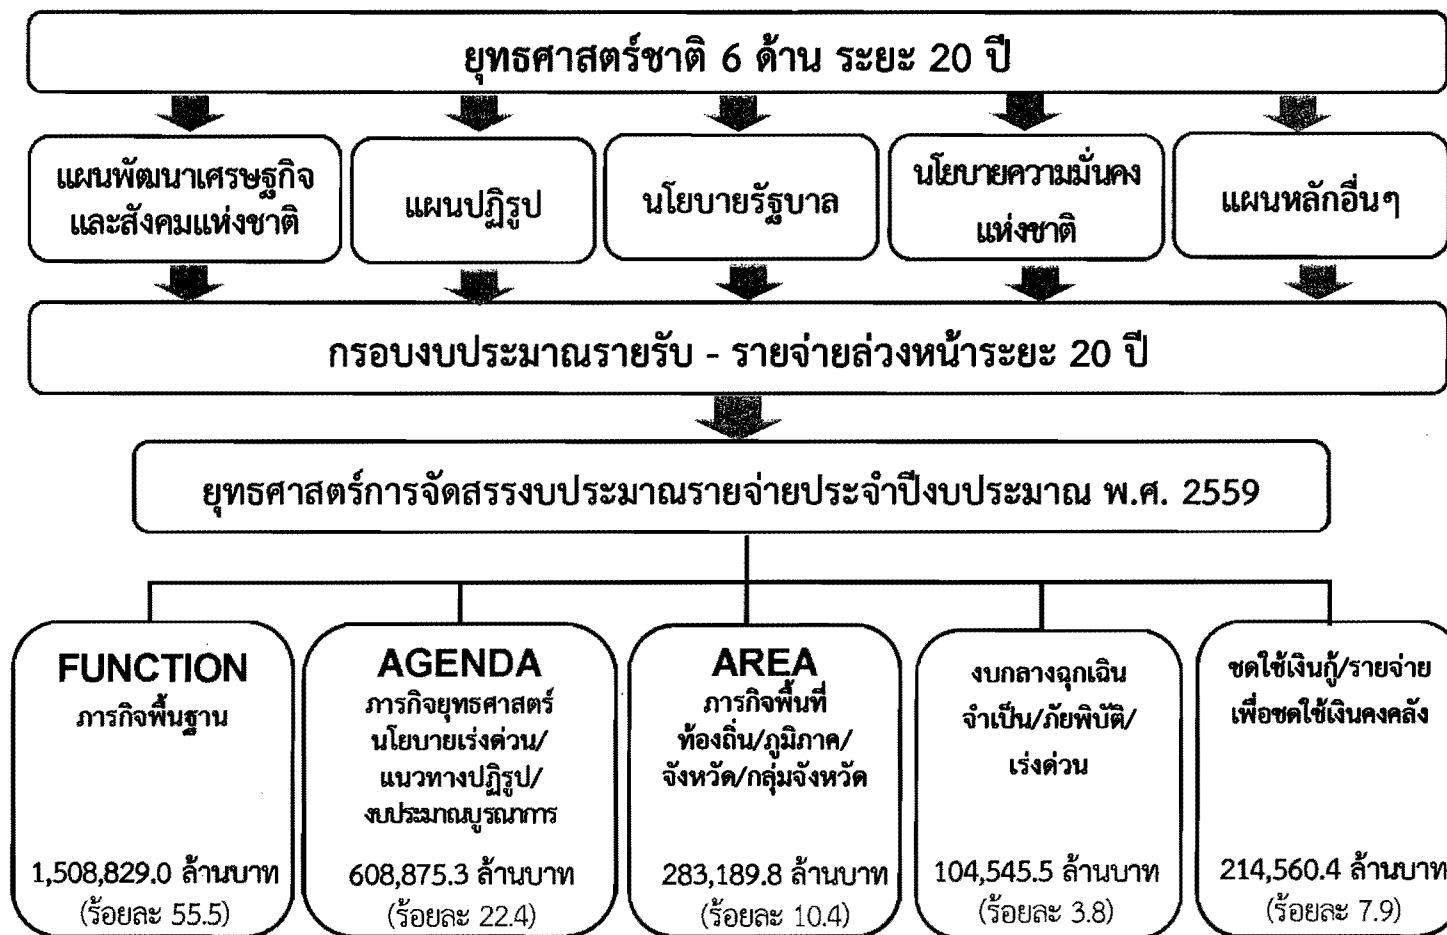 ยุทธศาสตร์ชาติ 6 ด้าน ระยะ 20 ปี
แผนพัฒนาเศรษฐกิจ
และสังคมแห่งชาติ
แผนปฏิรูป
นโยบายรัฐบาล
นโยบายความมั่นคง
แห่งชาติ
แผนหลักอื่นๆ
กรอบงบประมาณรายรับ - รายจ่ายล่วงหน้าระยะ 20 ปี
ยุทธศาสตร์การจัดสรรงบประมาณรายจ่ายประจำปีงบประมาณ พ.ศ. 2559
FUNCTION
ภารกิจพื้นฐาน
1,508,829.0 ล้านบาท
(ร้อยละ 55.5)
AGENDA
ภารกิจยุทธศาสตร์
นโยบายเร่งด่วน/
แนวทางปฏิรูป/
งบประมาณบูรณาการ
608,875.3 ล้านบาท
(ร้อยละ 22.4)
AREA
ภารกิจพื้นที่
ท้องถิ่น/ภูมิภาค/
จังหวัด/กลุ่มจังหวัด
283,189.8 ล้านบาท
(ร้อยละ 10.4)
งบกลางฉุกเฉิน
จำเป็น/ภัยพิบัติ/
เร่งด่วน
104,545.5 ล้านบาท
(ร้อยละ 3.8)
ชดใช้เงินกู้/รายจ่าย
เพื่อชดใช้เงินคงคลัง
214,560.4 ล้านบาท
(ร้อยละ 7.9)